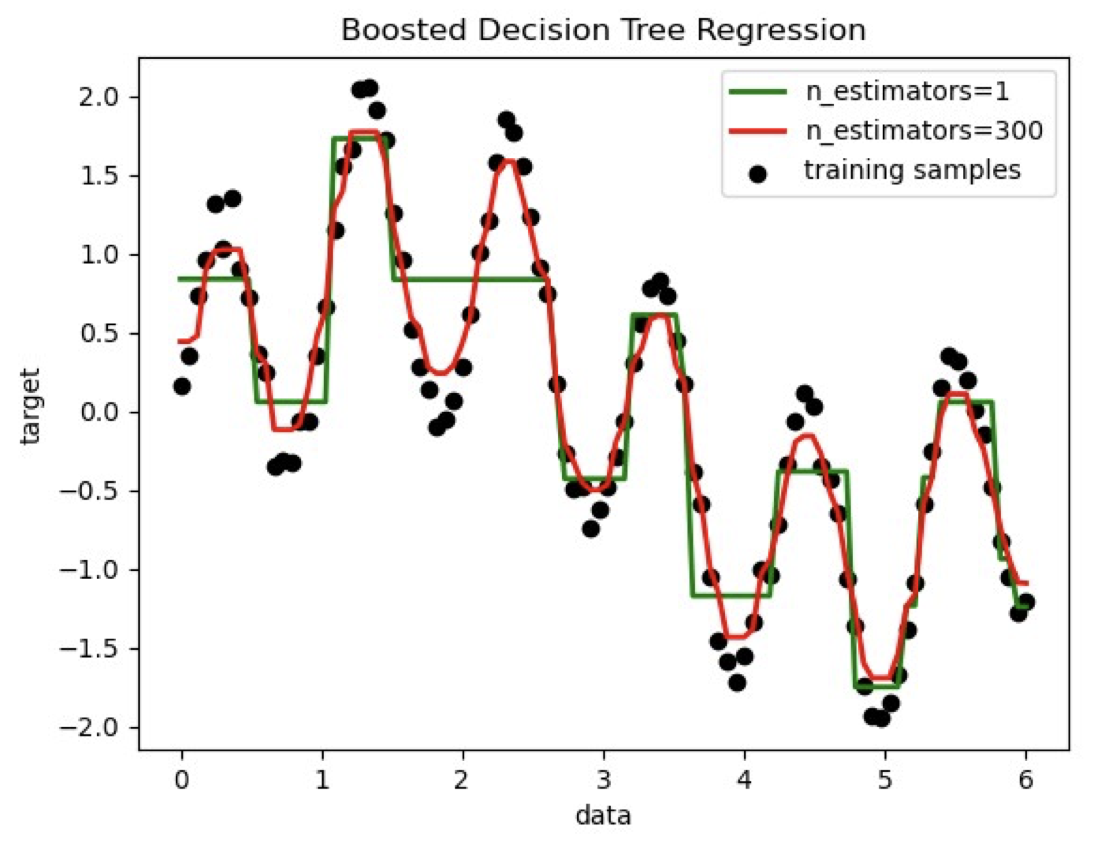 Boosted Decision Tree Regression
n_estimators=1
n_estimators=300
training samples
2.0
1.5
1.0
0.5
0.0
−0.5
−1.0
−1.5
−2.0
target
0 1 2 3 4 5 6
data